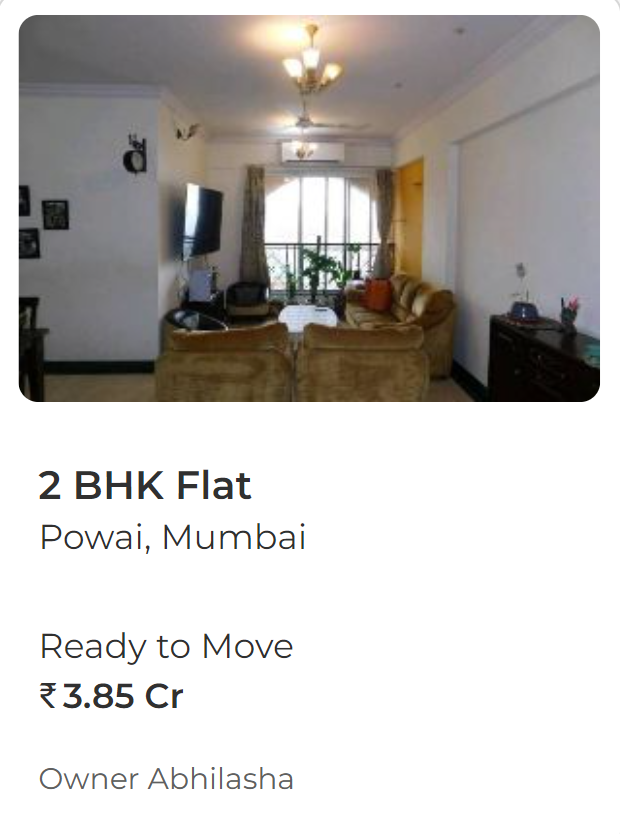 2 BHK Flat
Powai, Mumbai
Ready to Move
₹3.85 Cr
Owner Abhilasha